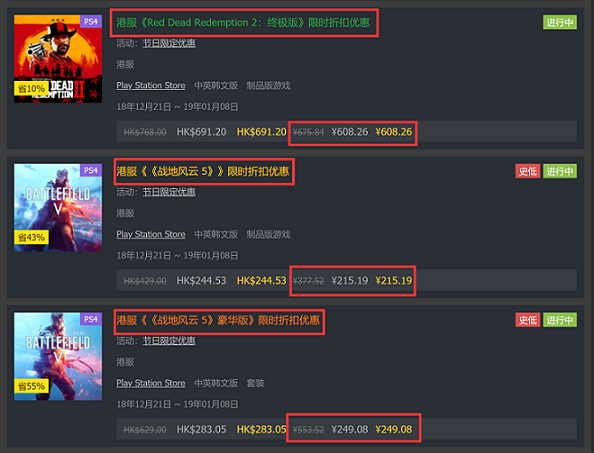 PS4
港服《Red Dead Redemption 2：终极版》限时折扣优惠
进行中
活动：节日限定优惠
港服
RED DEAD
REDEMPTION
II
省10%
Play Station Store 中英韩文版 制品版游戏
18年12月21日 ~ 19年01月08日
HK$768.00 HK$691.20 HK$691.20 ¥675.84 ¥608.26 ¥608.26
PS4
港服《《战地风云 5》》限时折扣优惠
史低 进行中
活动：节日限定优惠
港服
BATTLEFIELD
V
省43%
Play Station Store 中英韩文版 制品版游戏
18年12月21日 ~ 19年01月08日
HK$429.00 HK$244.53 HK$244.53 ¥377.52 ¥215.19 ¥215.19
PS4
港服《《战地风云 5》豪华版》限时折扣优惠
史低 进行中
活动：节日限定优惠
港服
BATTLEFIELD
V
省55%
Play Station Store 中英韩文版 套装
18年12月21日 ~ 19年01月08日
HK$629.00 HK$283.05 HK$283.05 ¥553.52 ¥249.08 ¥249.08